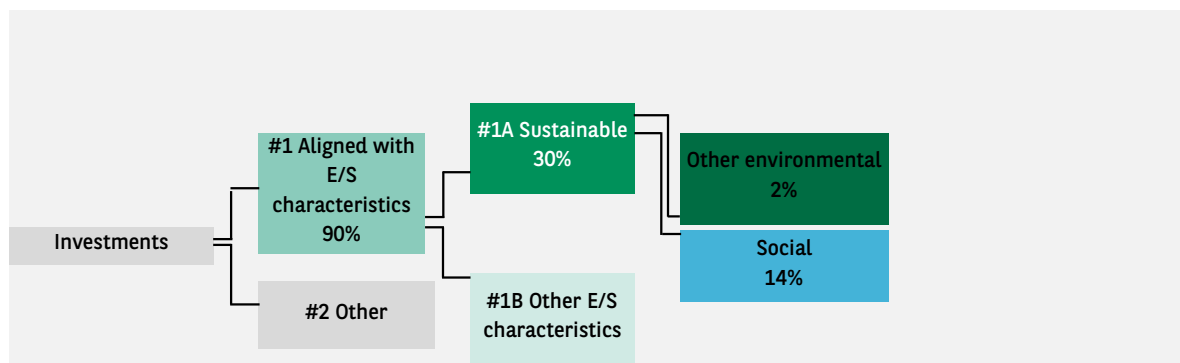 Investments
#1 Aligned with
E/S
characteristics
90%
#2 Other
#1A Sustainable
30%
#1B Other E/S
characteristics
Other environmental
2%
Social
14%